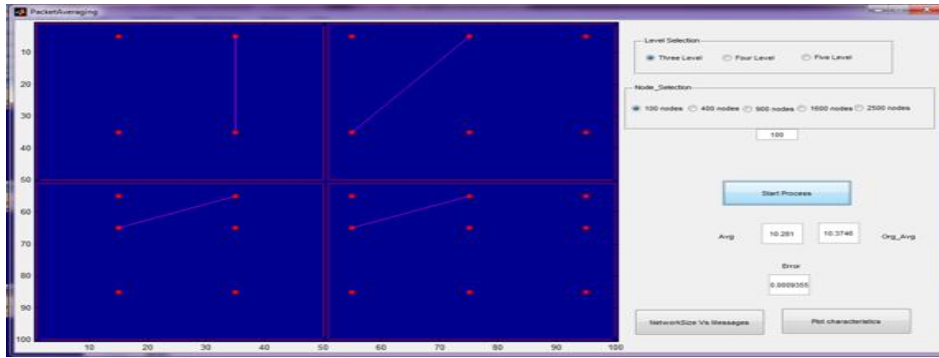 PacketAveraging
Level Selection
Three Level Four Level Five Level
Node_Selection
100 nodes 400 nodes 900 nodes 1600 nodes 2500 nodes
100
Start Process
Avg 10.281 10.3746 Org_Avg
Error
0.0009355
NetworkSize Vs Messages Plot characteristics
10
20
30
40
50
60
70
80
90
100
10 20 30 40 50 60 70 80 90 100